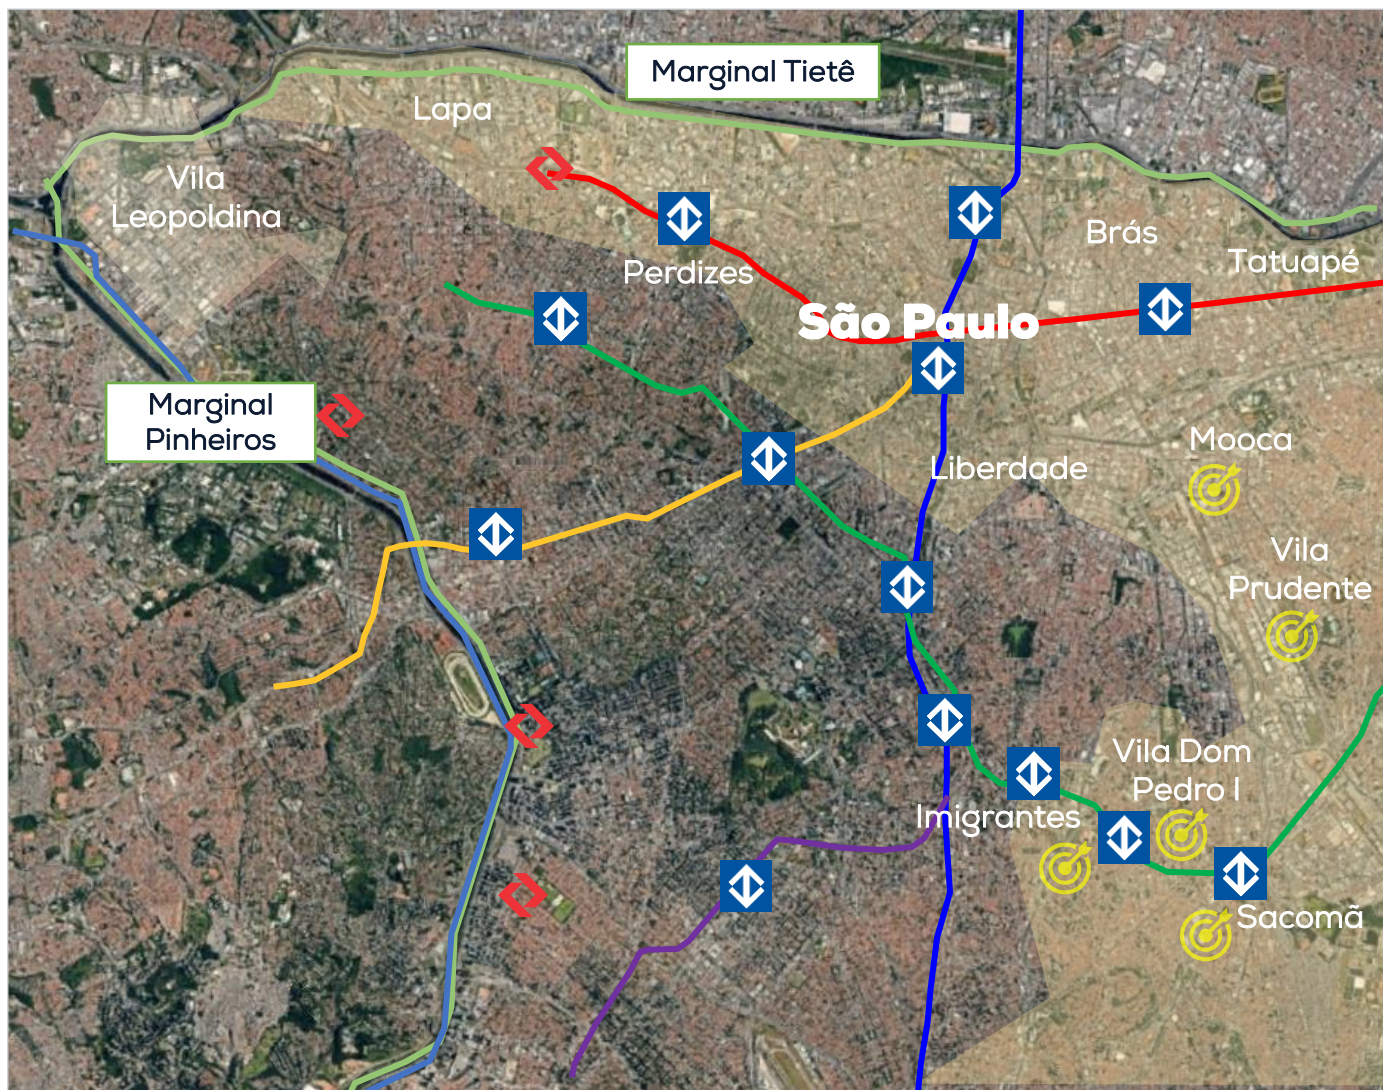 Marginal Tietê
Lapa
Vila
Leopoldina
Brás
Tatuapé
Perdizes
São Paulo
Marginal
Pinheiros
Mooca
Liberdade
Vila
Prudente
Vila Dom
Pedro I
Imigrantes
Sacomã